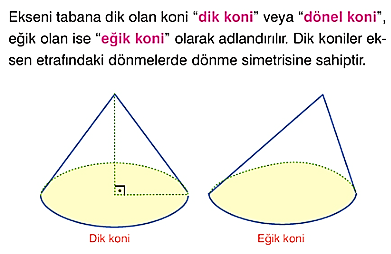 Ekseni tabana dik olan koni “dik koni” veya “dönel koni”,
eğik olan ise “eğik koni” olarak adlandırılır. Dik koniler ek-
sen etrafındaki dönmelerde dönme simetrisine sahiptir.
Dik koni
Eğik koni